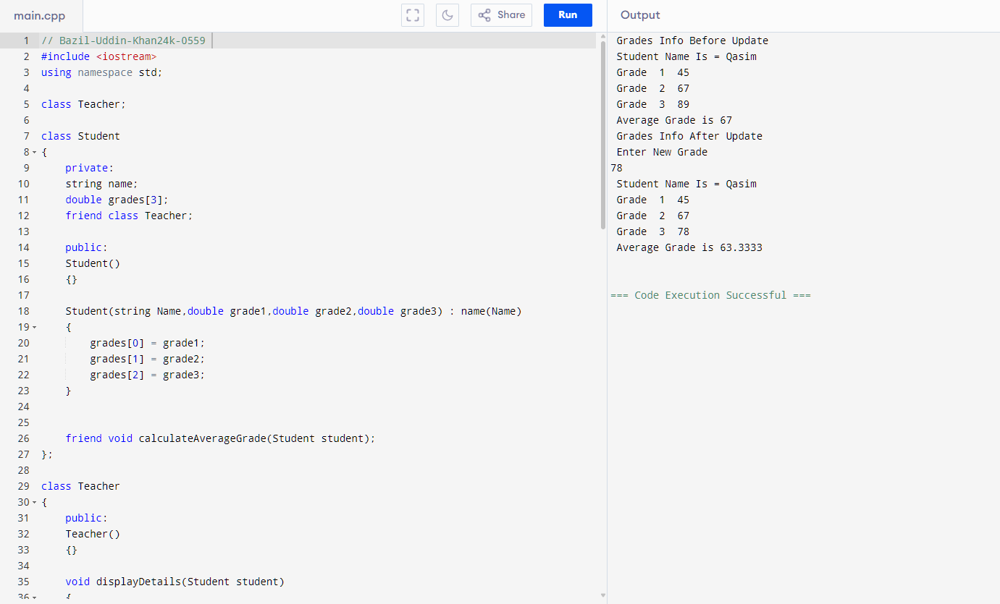 main.cpp
Share
Run
Output
1 // Bazil-Uddin-Khan24k-0559
2 #include <iostream>
3 using namespace std;
4
5 class Teacher;
6
7 class Student
8 {
9     private:
10     string name;
11     double grades[3];
12     friend class Teacher;
13
14     public:
15     Student()
16     {}
17
18     Student(string Name,double grade1,double grade2,double grade3) : name(Name)
19     {
20         grades[0] = grade1;
21         grades[1] = grade2;
22         grades[2] = grade3;
23     }
24
25
26     friend void calculateAverageGrade(Student student);
27 };
28
29 class Teacher
30 {
31     public:
32     Teacher()
33     {}
34
35     void displayDetails(Student student)
36     {
Grades Info Before Update
Student Name Is = Qasim
Grade  1  45
Grade  2  67
Grade  3  89
Average Grade is 67
Grades Info After Update
Enter New Grade
78
Student Name Is = Qasim
Grade  1  45
Grade  2  67
Grade  3  78
Average Grade is 63.3333
=== Code Execution Successful ===